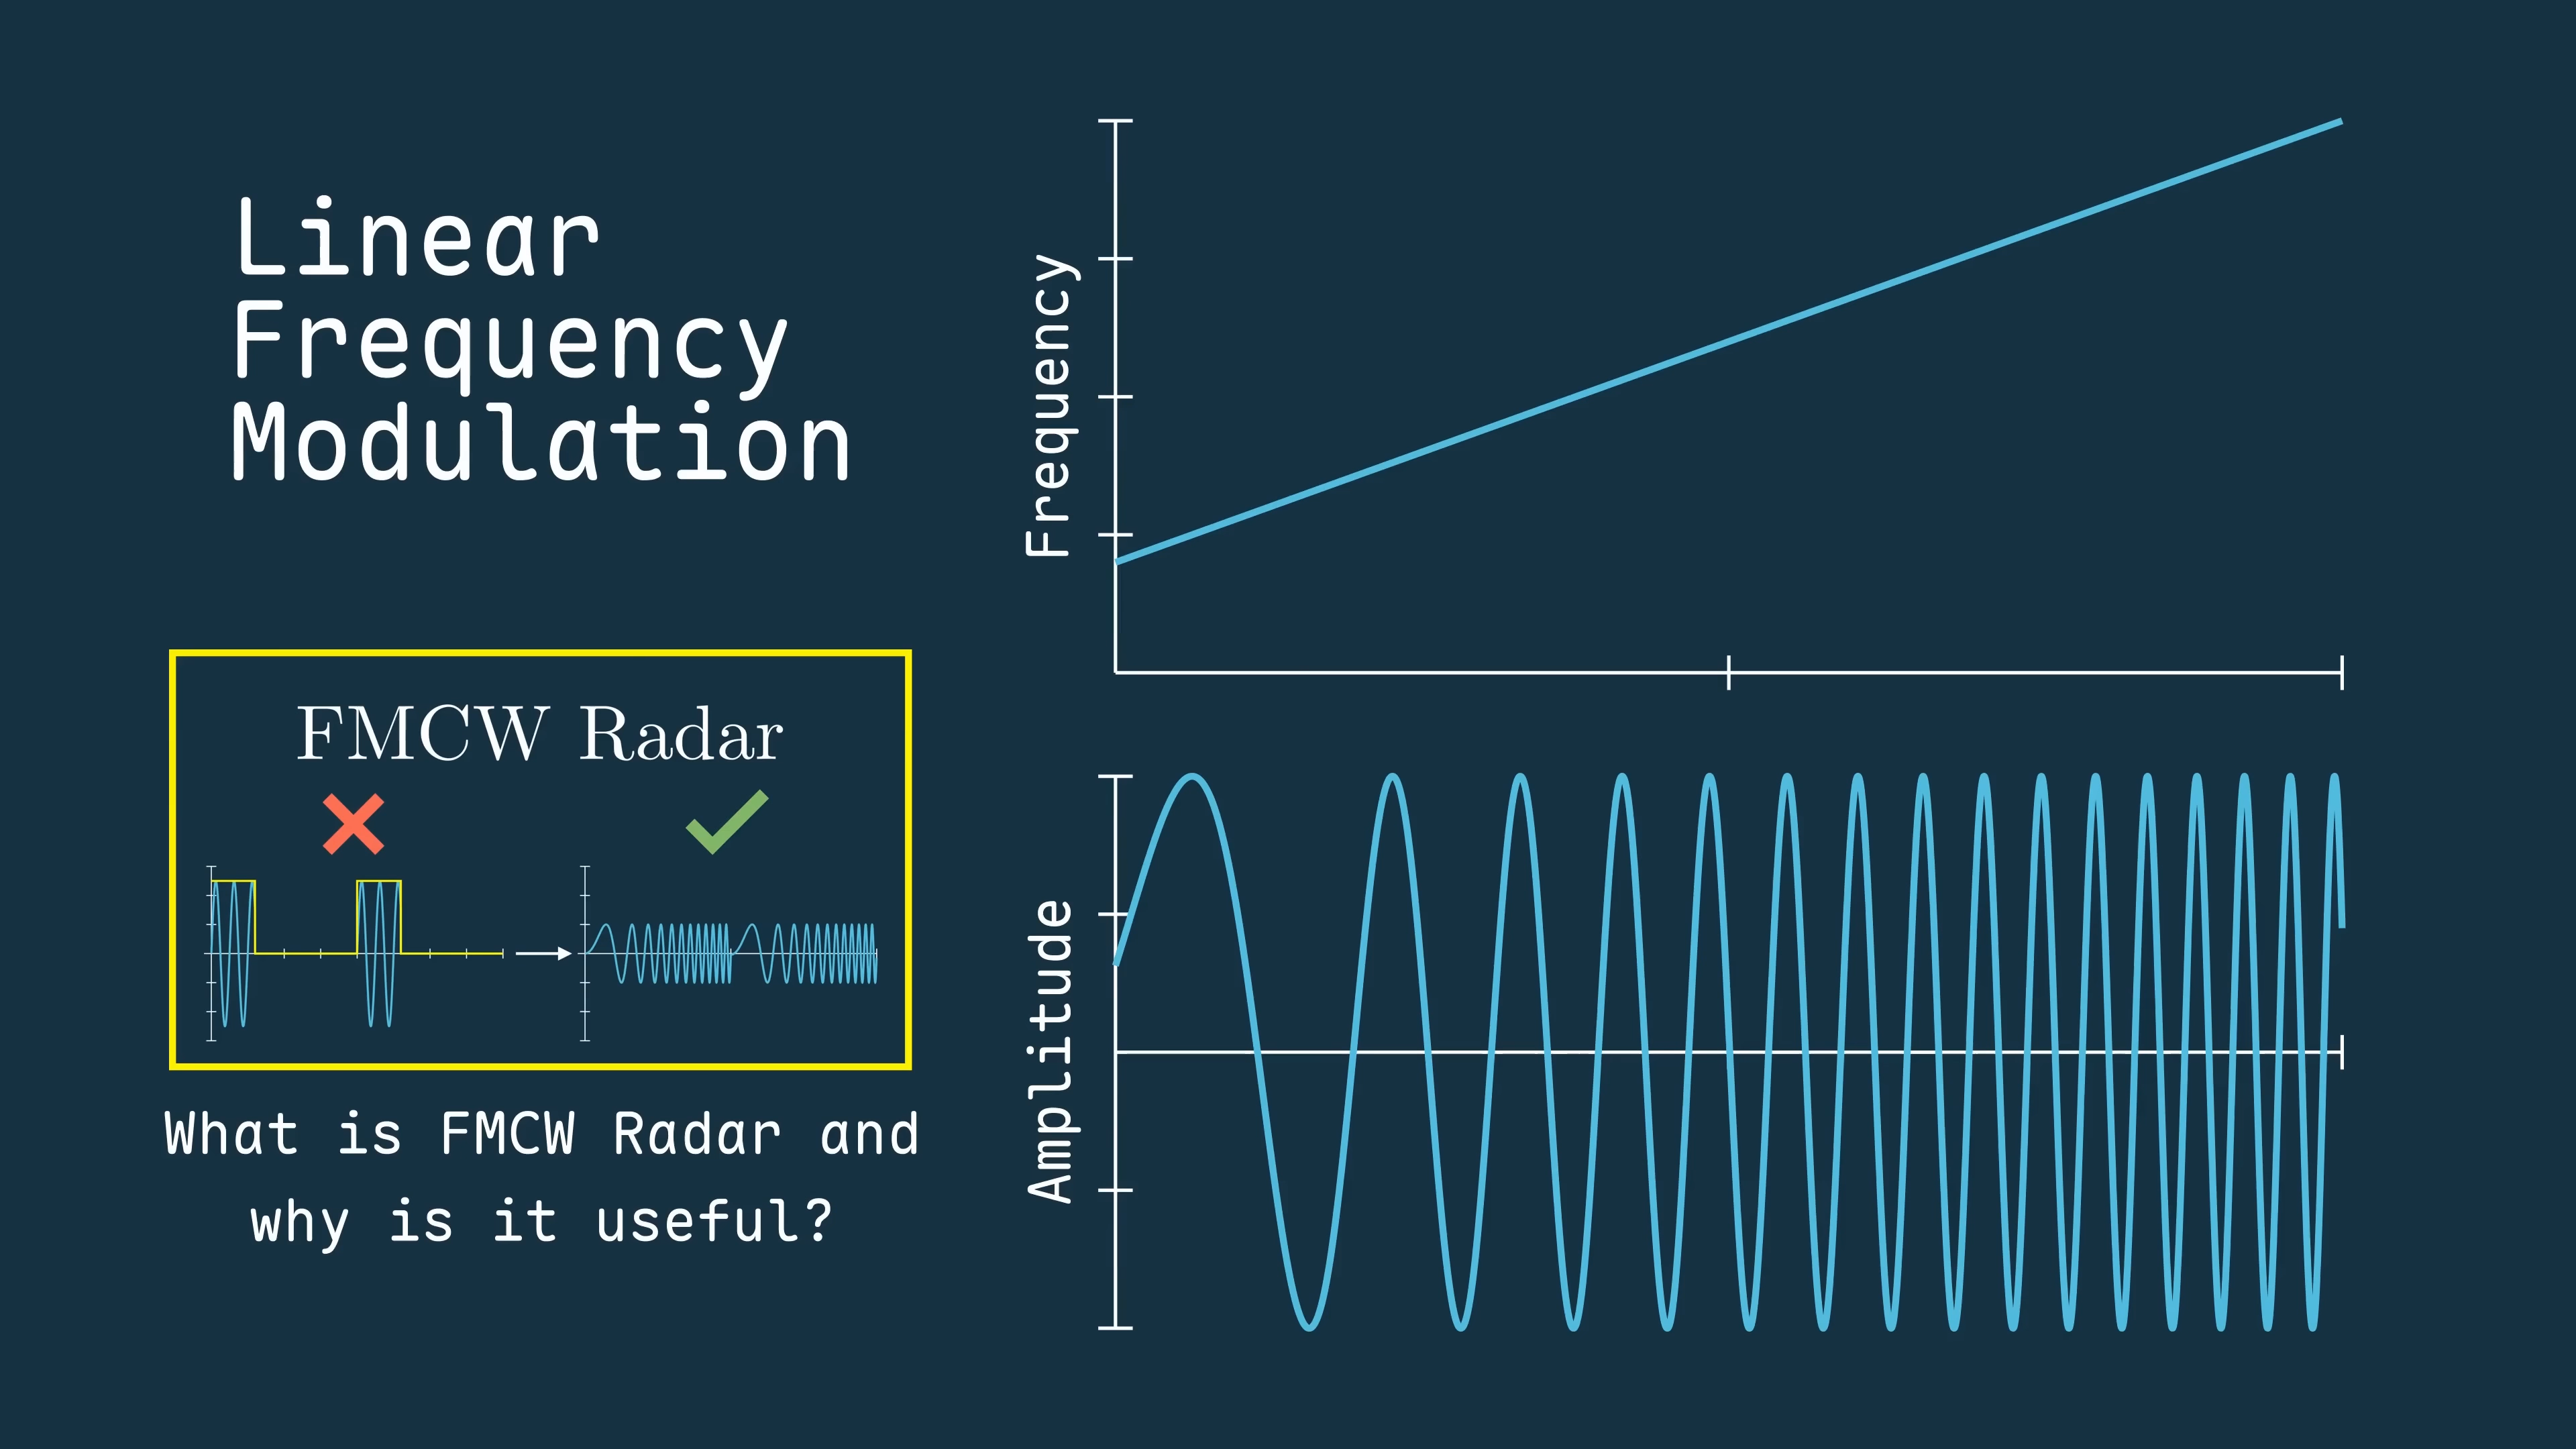 Linear
Frequency
Modulation
FMCW Radar
What is FMCW Radar and
why is it useful?
Frequency
Amplitude